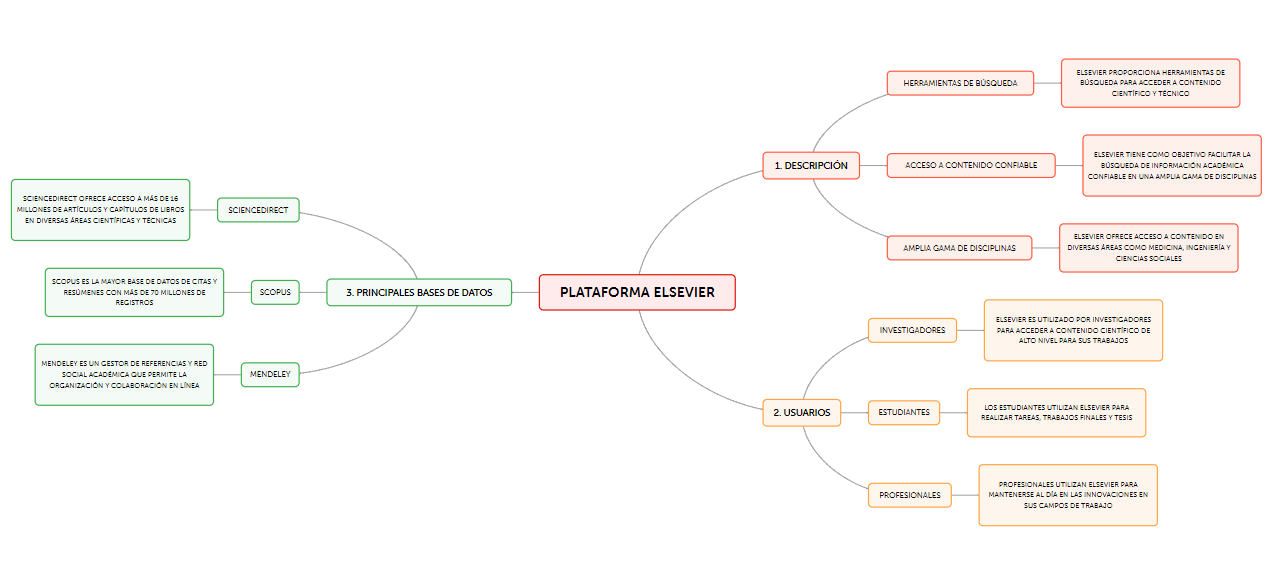 PLATAFORMA ELSEVIER
1. DESCRIPCIÓN
HERRAMIENTAS DE BÚSQUEDA
ELSEVIER PROPORCIONA HERRAMIENTAS DE
BÚSQUEDA PARA ACCEDER A CONTENIDO
CIENTÍFICO Y TÉCNICO
ACCESO A CONTENIDO CONFIABLE
ELSEVIER TIENE COMO OBJETIVO FACILITAR LA
BÚSQUEDA DE INFORMACIÓN ACADÉMICA
CONFIABLE EN UNA AMPLIA GAMA DE DISCIPLINAS
AMPLIA GAMA DE DISCIPLINAS
ELSEVIER OFRECE ACCESO A CONTENIDO EN
DIVERSAS ÁREAS COMO MEDICINA, INGENIERÍA Y
CIENCIAS SOCIALES
2. USUARIOS
INVESTIGADORES
ELSEVIER ES UTILIZADO POR INVESTIGADORES
PARA ACCEDER A CONTENIDO CIENTÍFICO DE
ALTO NIVEL PARA SUS TRABAJOS
ESTUDIANTES
LOS ESTUDIANTES UTILIZAN ELSEVIER PARA
REALIZAR TAREAS, TRABAJOS FINALES Y TESIS
PROFESIONALES
PROFESIONALES UTILIZAN ELSEVIER PARA
MANTENERSE AL DÍA EN LAS INNOVACIONES EN
SUS CAMPOS DE TRABAJO
3. PRINCIPALES BASES DE DATOS
SCIENCEDIRECT
SCIENCEDIRECT OFRECE ACCESO A MÁS DE 16
MILLONES DE ARTÍCULOS Y CAPÍTULOS DE LIBROS
EN DIVERSAS ÁREAS CIENTÍFICAS Y TÉCNICAS
SCOPUS
SCOPUS ES LA MAYOR BASE DE DATOS DE CITAS Y
RESÚMENES CON MÁS DE 70 MILLONES DE
REGISTROS
MENDELEY
MENDELEY ES UN GESTOR DE REFERENCIAS Y RED
SOCIAL ACADÉMICA QUE PERMITE LA
ORGANIZACIÓN Y COLABORACIÓN EN LÍNEA